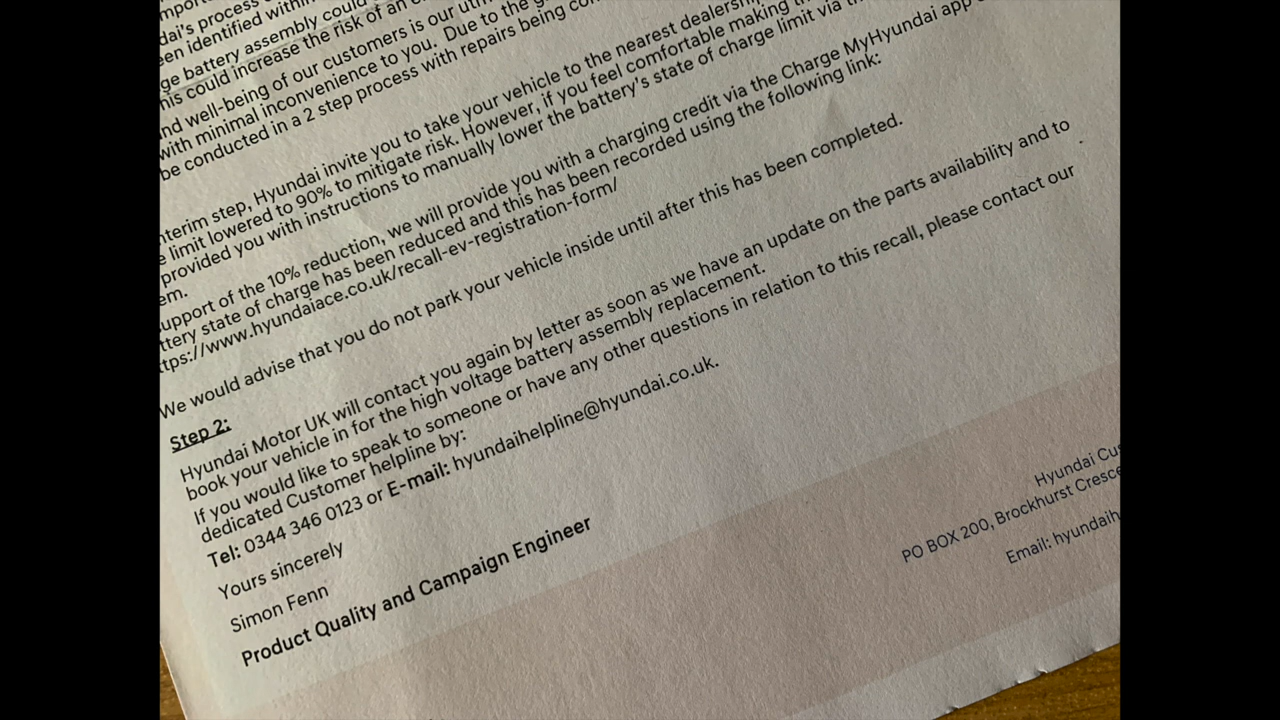 dai's process
een identified within
ge battery assembly could
his could increase the risk of an
nd well-being of our customers is our
with minimal inconvenience to you. Due to the
be conducted in a 2 step process with repairs being
nterim step, Hyundai invite you to take your vehicle to the nearest
e limit lowered to 90% to mitigate risk. However, if you feel comfortable making
provided you with instructions to manually lower the battery's state of charge limit via
em.
upport of the 10% reduction, we will provide you with a charging credit via the Charge MyHyundai app
ttery state of charge has been reduced and this has been recorded using the following link:
ttps://www.hyundaiace.co.uk/recall-ev-registration-form/
We would advise that you do not park your vehicle inside until after this has been completed.
Step 2:
Hyundai Motor UK will contact you again by letter as soon as we have an update on the parts availability and to
book your vehicle in for the high voltage battery assembly replacement.
If you would like to speak to someone or have any other questions in relation to this recall, please contact our
dedicated Customer helpline by:
Tel: 0344 346 0123 or E-mail: hyundaihelpline@hyundai.co.uk.
Yours sincerely
Simon Fenn
Product Quality and Campaign Engineer
Hyundai Cus
PO BOX 200, Brockhurst Cresce
Email: hyundaih